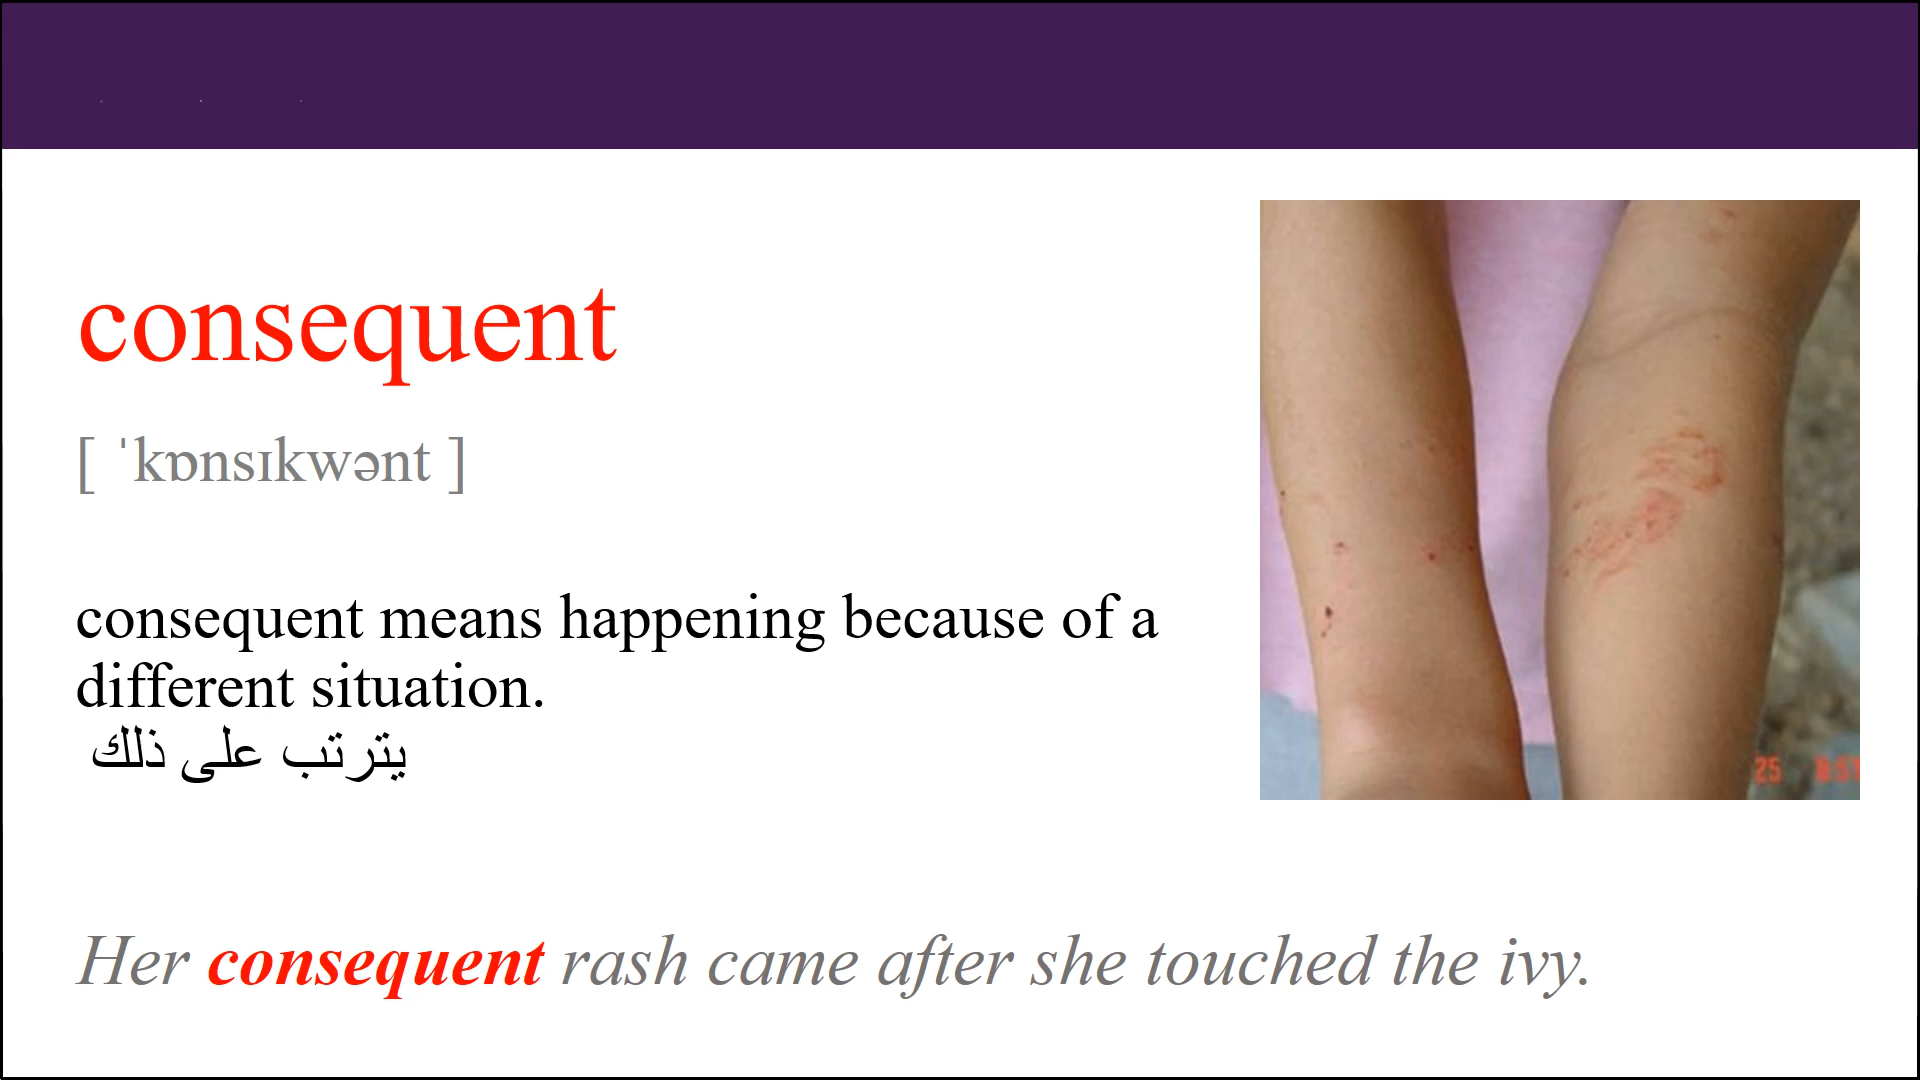 consequent
[ ˈkɒnsɪkwənt ]
consequent means happening because of a
different situation.
يترتب على ذلك
Her consequent rash came after she touched the ivy.
25